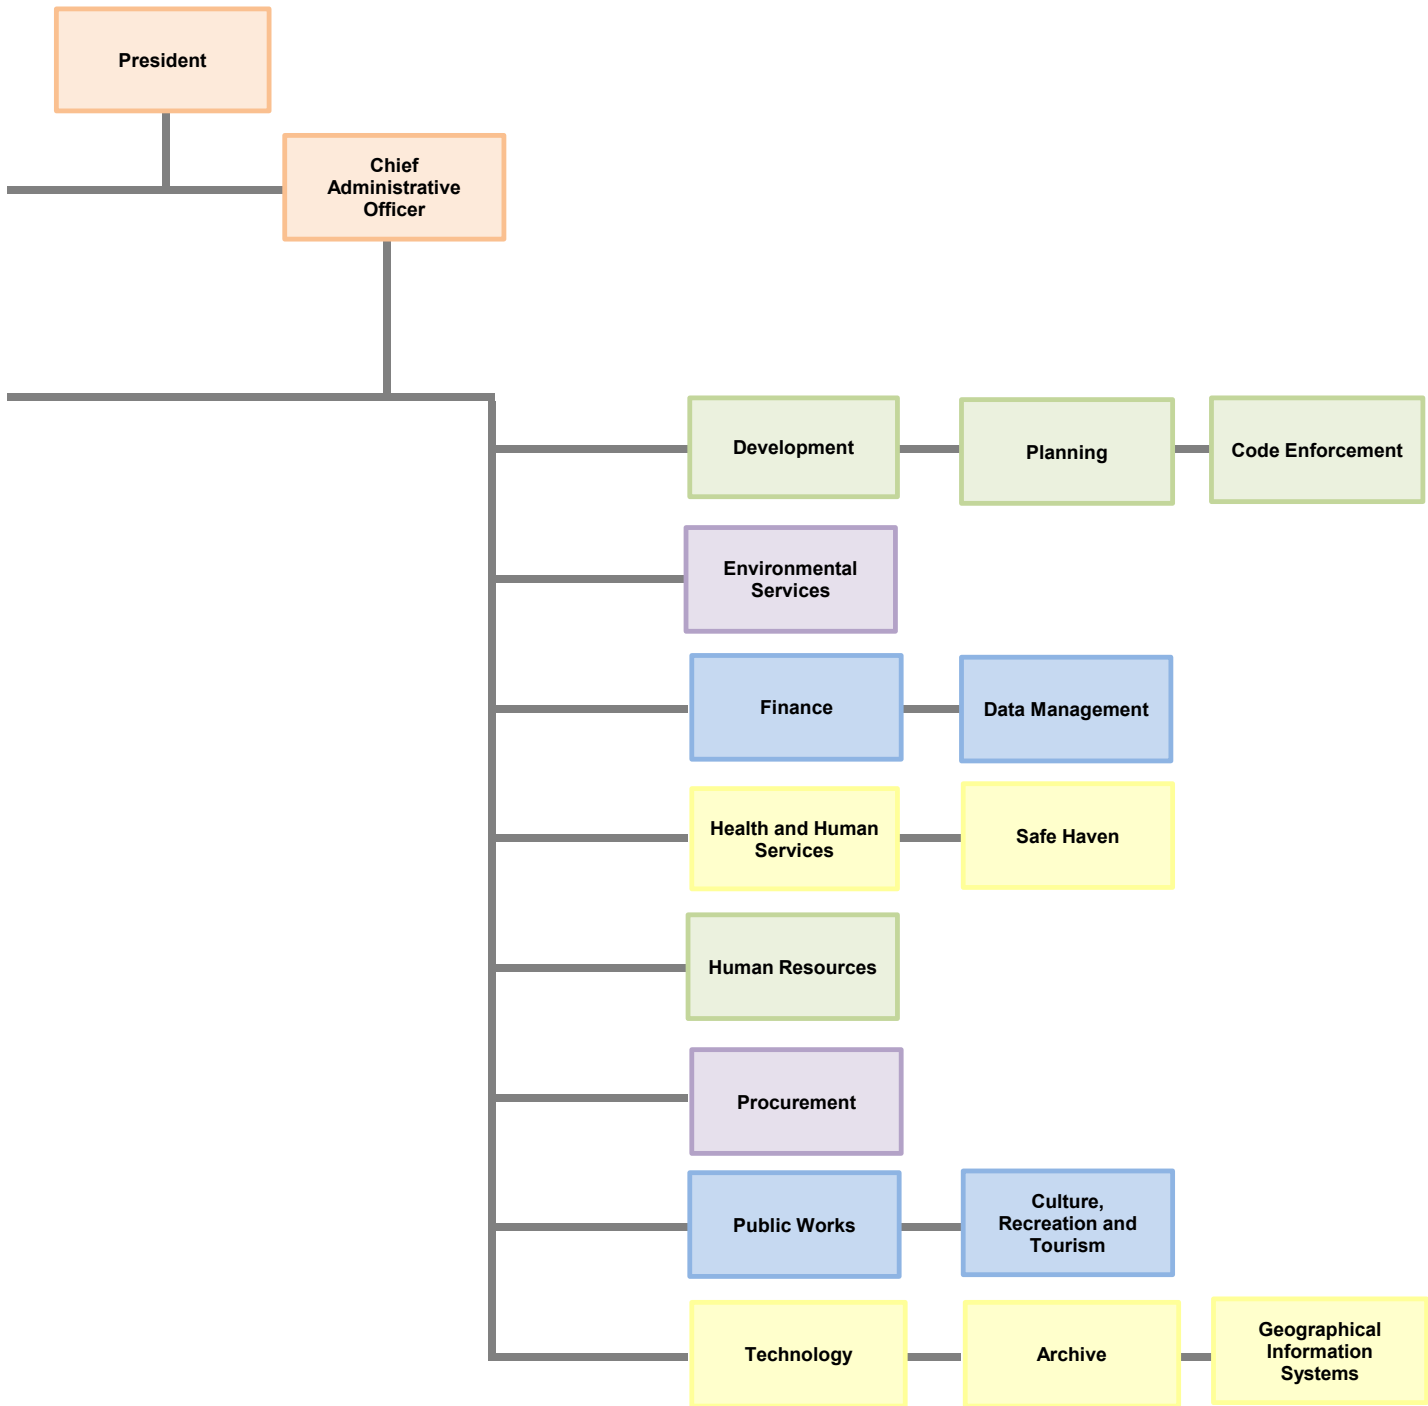 President
Chief
Administrative
Officer
Development
Planning
Code Enforcement
Environmental
Services
Finance
Data Management
Health and Human
Services
Safe Haven
Human Resources
Procurement
Public Works
Culture,
Recreation and
Tourism
Technology
Archive
Geographical
Information
Systems